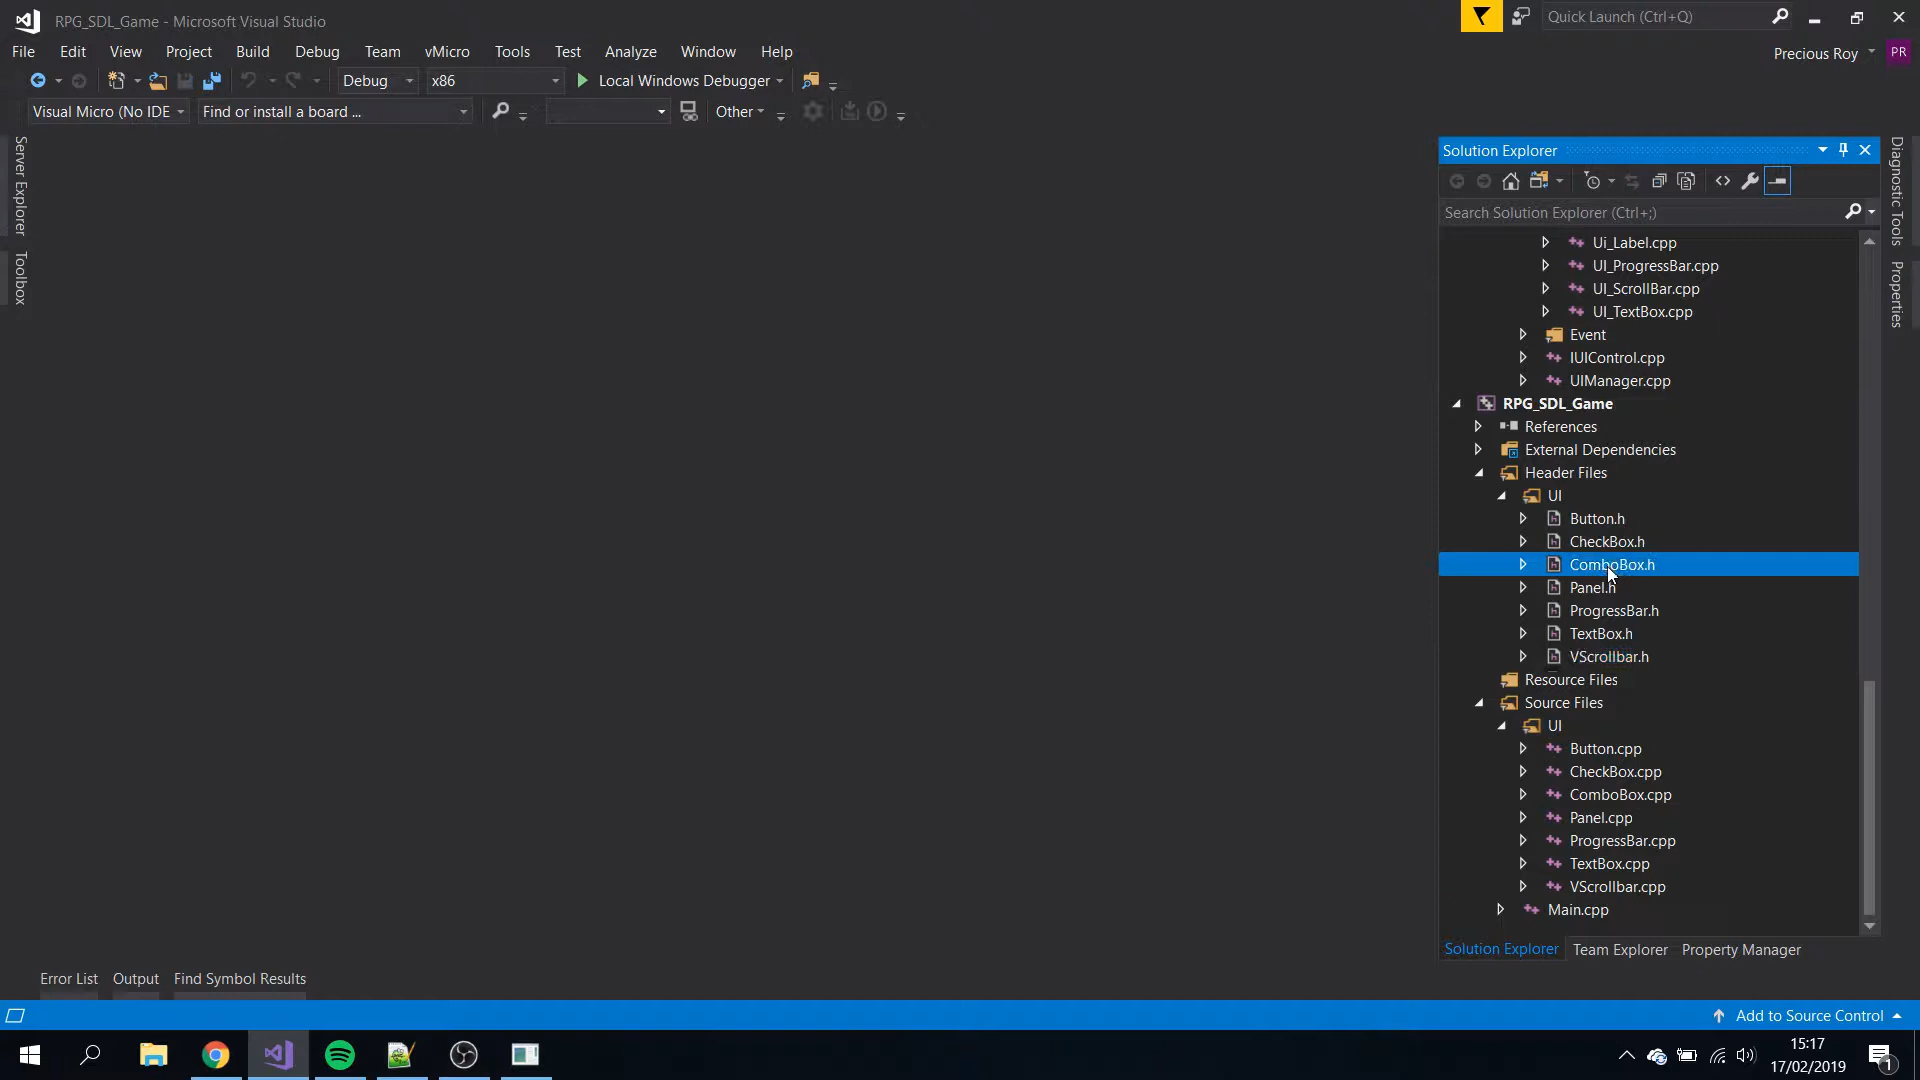 RPG_SDL_Game - Microsoft Visual Studio
Quick Launch (Ctrl+Q)
File Edit View Project Build Debug Team vMicro Tools Test Analyze Window Help
Precious Roy PR
Debug x86 Local Windows Debugger
Visual Micro (No IDE Find or install a board ... Other
Server Explorer
Toolbox
Solution Explorer
Search Solution Explorer (Ctrl+;)
Ui_Label.cpp
UI_ProgressBar.cpp
UI_ScrollBar.cpp
UI_TextBox.cpp
Event
IUIControl.cpp
UIManager.cpp
RPG_SDL_Game
References
External Dependencies
Header Files
UI
Button.h
CheckBox.h
ComboBox.h
Panel.h
ProgressBar.h
TextBox.h
VScrollbar.h
Resource Files
Source Files
UI
Button.cpp
CheckBox.cpp
ComboBox.cpp
Panel.cpp
ProgressBar.cpp
TextBox.cpp
VScrollbar.cpp
Main.cpp
Solution Explorer Team Explorer Property Manager
Diagnostic Tools
Properties
Error List Output Find Symbol Results
Add to Source Control
15:17
17/02/2019
1